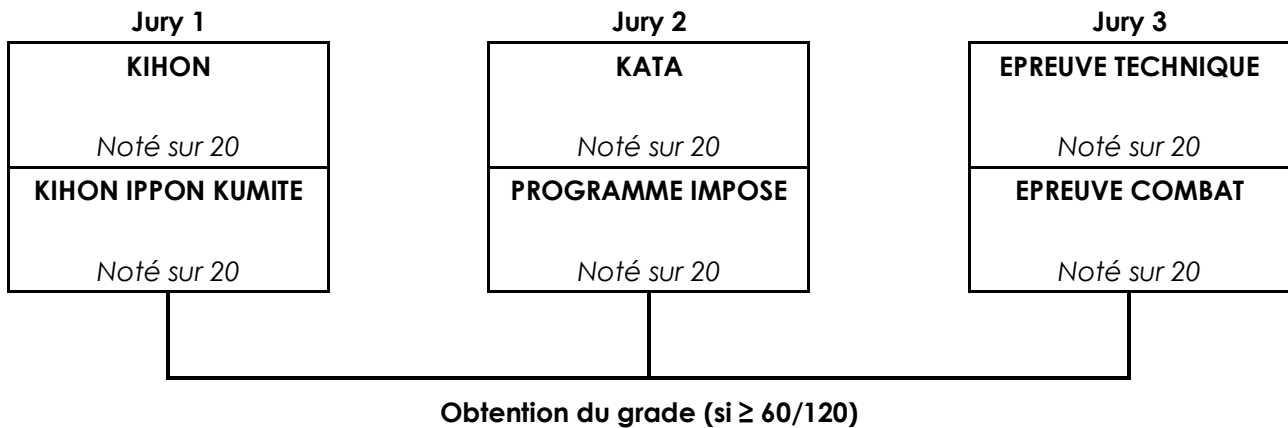 Jury 1
KIHON
Noté sur 20
KIHON IPPON KUMITE
Noté sur 20
Jury 2
KATA
Noté sur 20
PROGRAMME IMPOSE
Noté sur 20
Jury 3
EPREUVE TECHNIQUE
Noté sur 20
EPREUVE COMBAT
Noté sur 20
Obtention du grade (si ≥ 60/120)